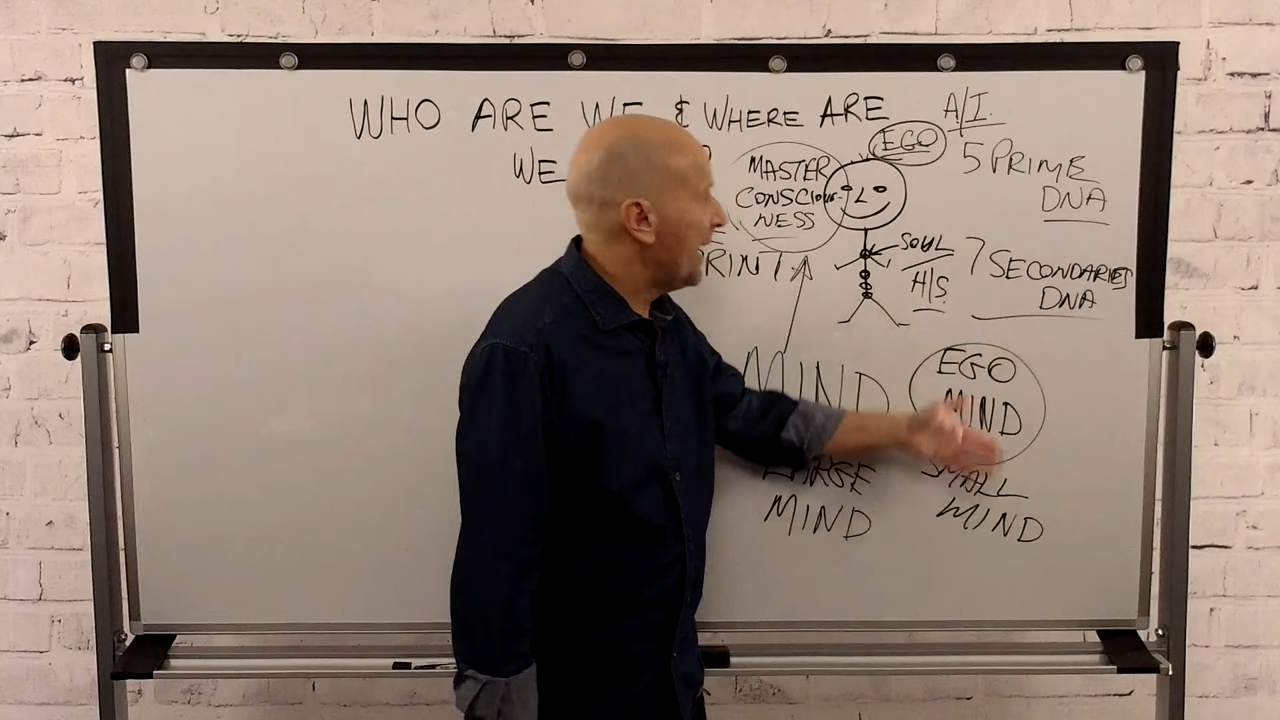 WHO ARE WE & WHERE ARE
WE
A/I.
EGO
5 PRIME
DNA
MASTER
CONSCIOUS-
NESS
SOUL
H/S
7 SECONDARIES
DNA
MIND
LARGE
MIND
EGO
MIND
SMALL
MIND